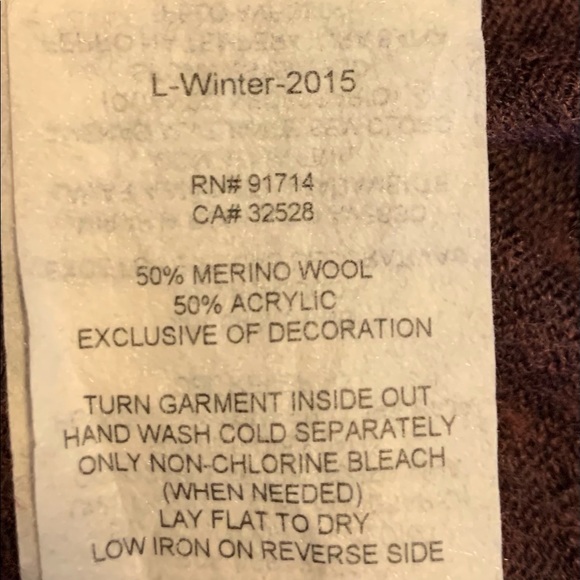 L-Winter-2015
RN# 91714
CA# 32528
50% MERINO WOOL
50% ACRYLIC
EXCLUSIVE OF DECORATION
TURN GARMENT INSIDE OUT
HAND WASH COLD SEPARATELY
ONLY NON-CHLORINE BLEACH
(WHEN NEEDED)
LAY FLAT TO DRY
LOW IRON ON REVERSE SIDE